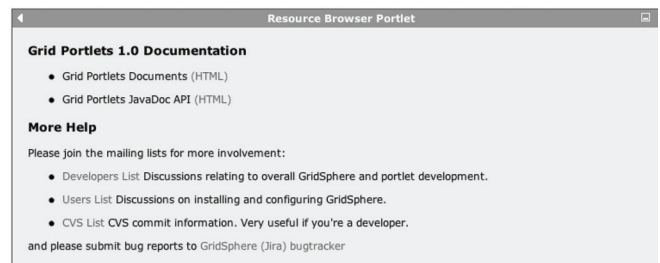 Resource Browser Portlet
Grid Portlets 1.0 Documentation
● Grid Portlets Documents (HTML)
● Grid Portlets JavaDoc API (HTML)
More Help
Please join the mailing lists for more involvement:
● Developers List Discussions relating to overall GridSphere and portlet development.
● Users List Discussions on installing and configuring GridSphere.
● CVS List CVS commit information. Very useful if you're a developer.
and please submit bug reports to GridSphere (Jira) bugtracker